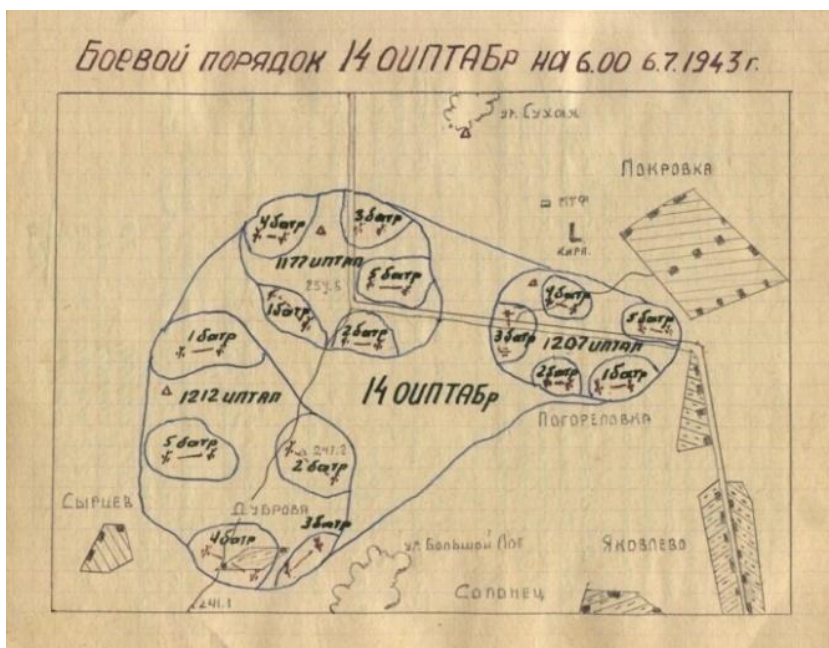 Боевой порядок 14 ОИПТАБр на 6.00 6.7.1943 г.
ур. Сухая
Покровка
МТФ
кирп.
4 батр
3 батр
1177 иптап
5 батр
1 батр
2 батр
4 батр
5 батр
3 батр
1207 иптап
2 батр
1 батр
Погореловка
14 ОИПТАБр
1 батр
1212 иптап
5 батр
241.2
2 батр
Сырцев
Дуброва
4 батр
3 батр
ур. Большой Лог
Яковлево
Солонец
241.1